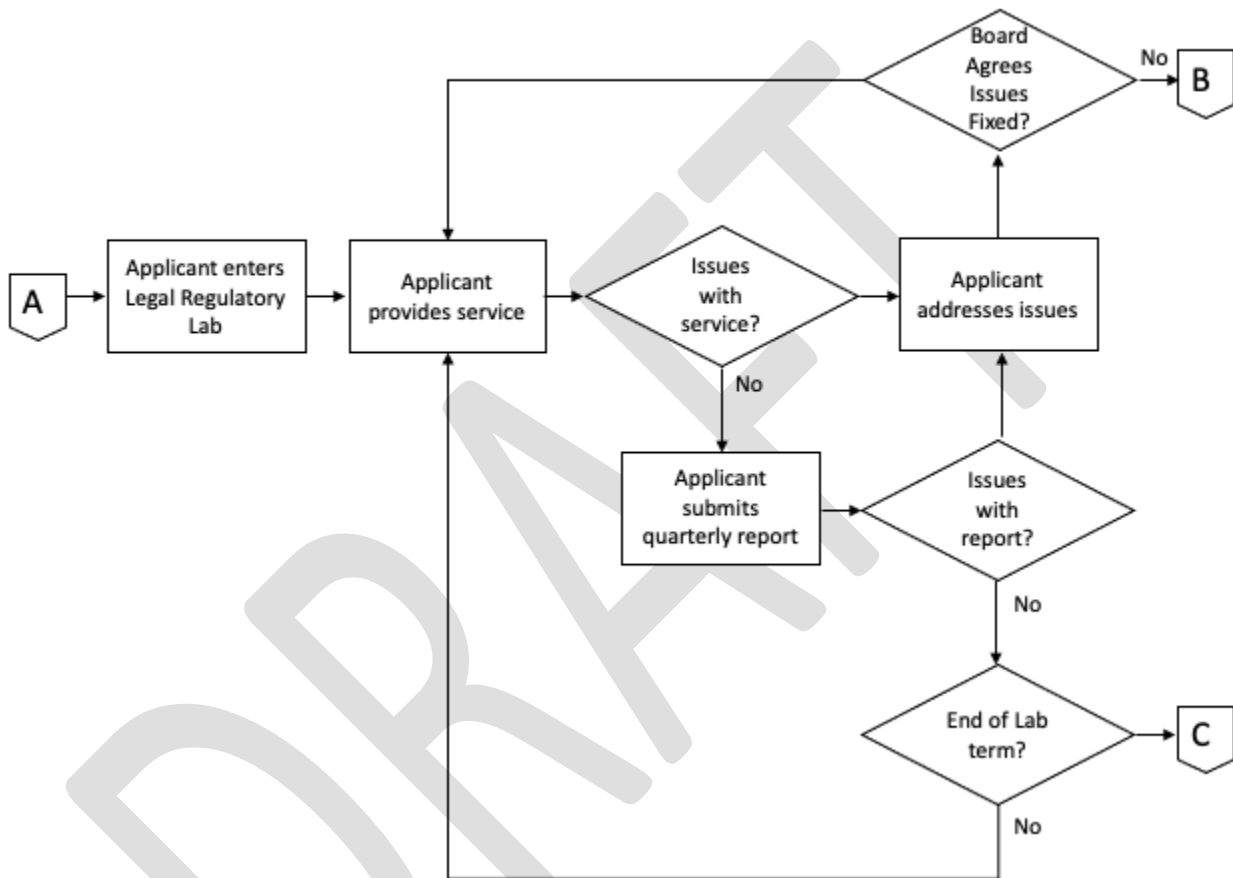 Board
Agrees
Issues
Fixed?
No
B
A
Applicant enters
Legal Regulatory
Lab
Applicant
provides service
Issues
with
service?
Applicant
addresses issues
No
Applicant
submits
quarterly report
Issues
with
report?
No
End of Lab
term?
C
No
DRAFT